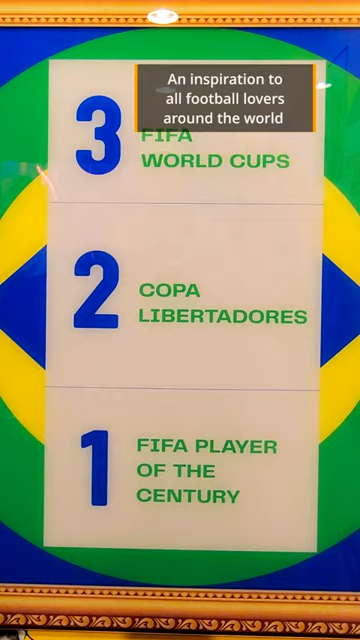 An inspiration to
all football lovers
around the world
3
FIFA
WORLD CUPS
2
COPA
LIBERTADORES
1
FIFA PLAYER
OF THE
CENTURY